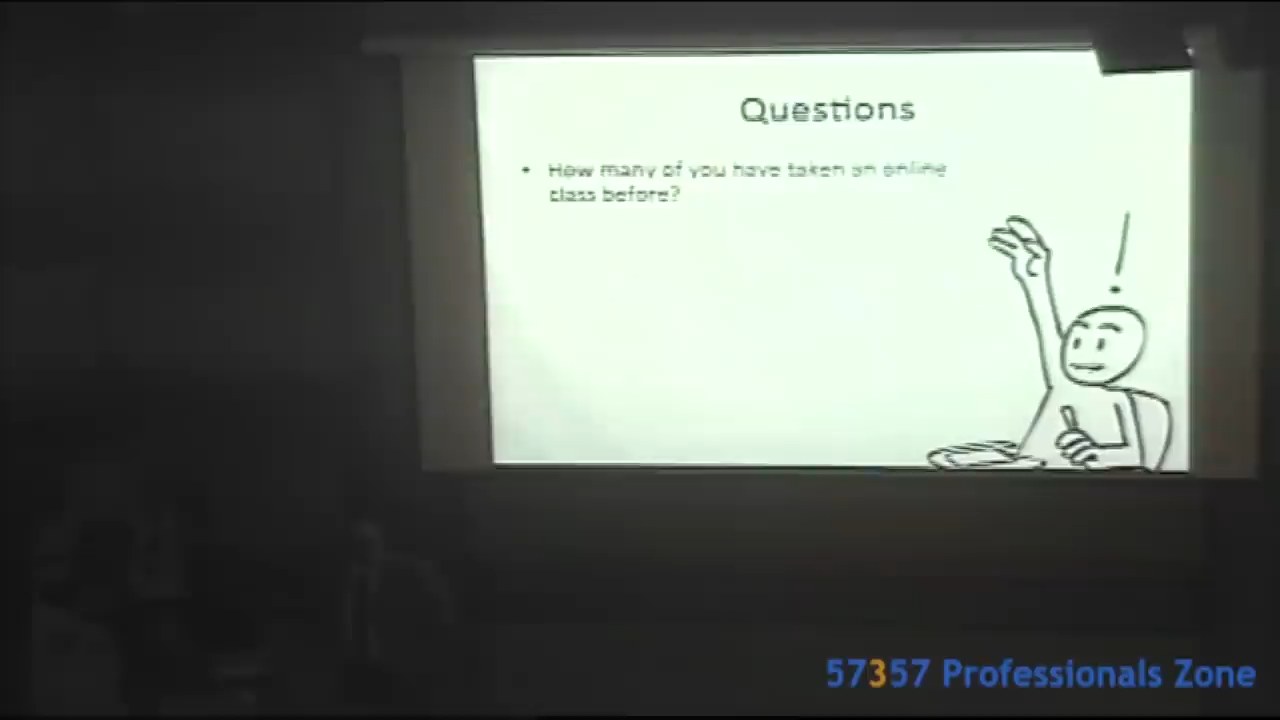 Questions
• How many of you have taken an online
class before?
57357 Professionals Zone